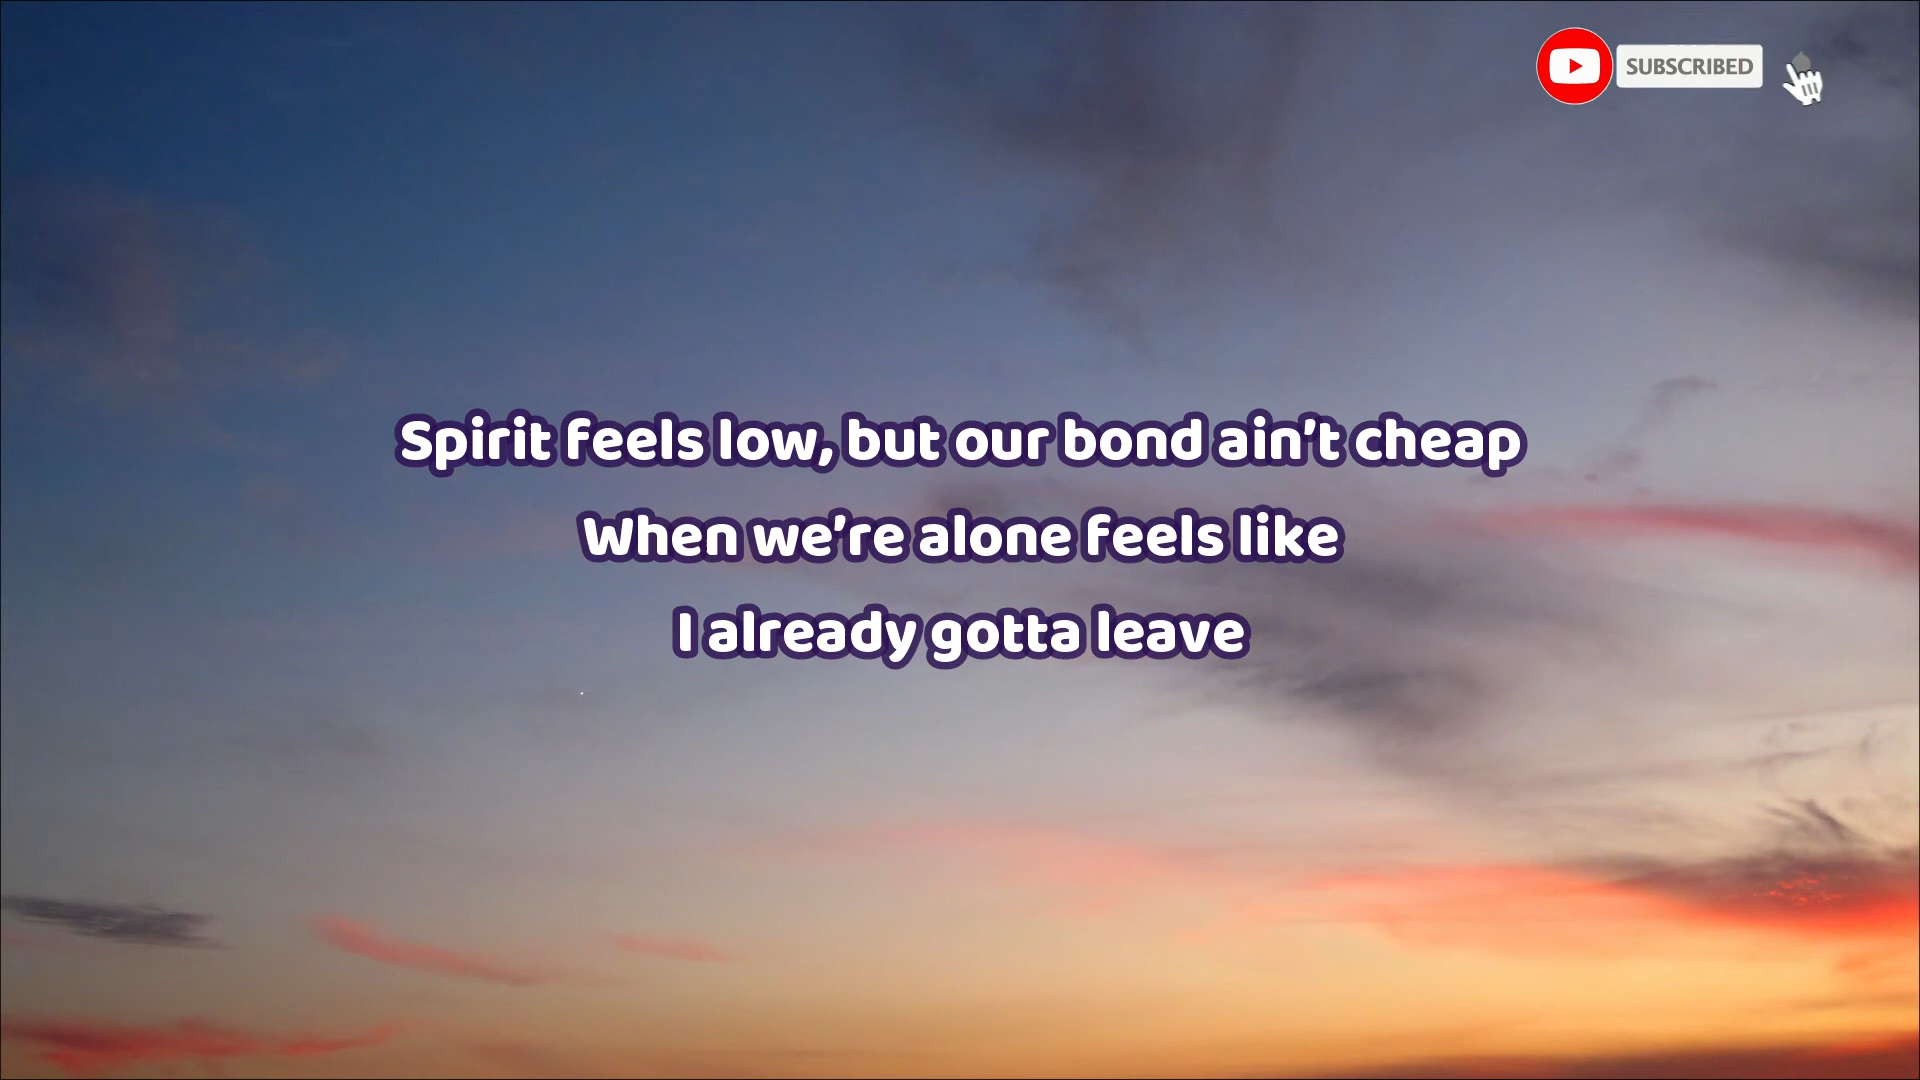 SUBSCRIBED
Spirit feels low, but our bond ain’t cheap
When we’re alone feels like
I already gotta leave